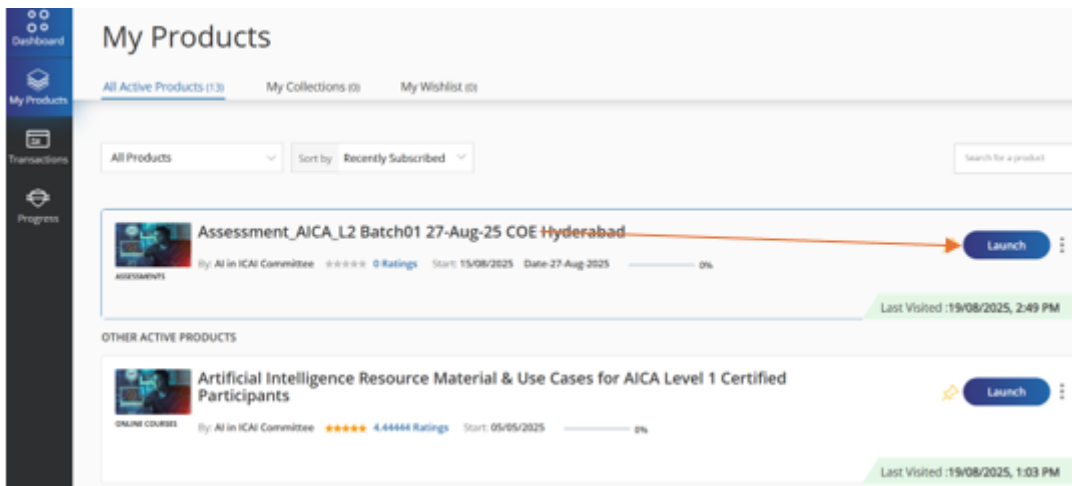 Dashboard
My Products
Transactions
Progress
My Products
All Active Products (13) My Collections (0) My Wishlist (0)
All Products Sort by Recently Subscribed Search for a product
Assessment_AICA_L2 Batch01 27-Aug-25 COE Hyderabad
Launch
By: AI in ICAI Committee 0 Ratings Start: 15/08/2025 Date-27-Aug-2025 0%
ASSESSMENTS
Last Visited :19/08/2025, 2:49 PM
OTHER ACTIVE PRODUCTS
Artificial Intelligence Resource Material & Use Cases for AICA Level 1 Certified
Participants
Launch
ONLINE COURSES
By: AI in ICAI Committee 4.44444 Ratings Start: 05/05/2025 0%
Last Visited :19/08/2025, 1:03 PM